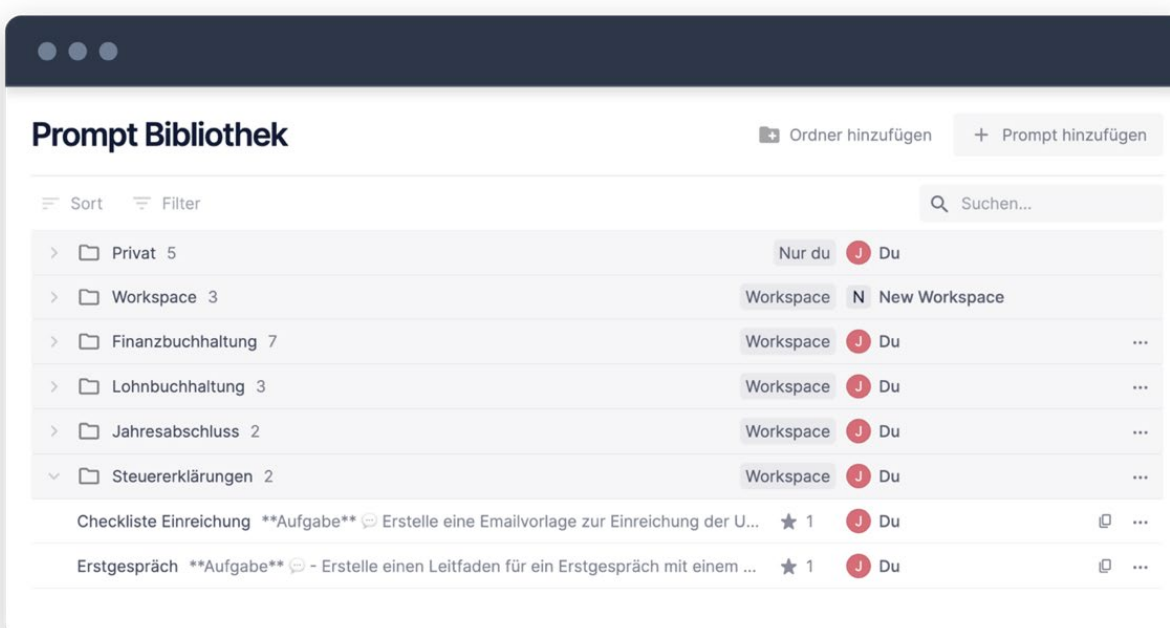 Prompt Bibliothek
Ordner hinzufügen
+ Prompt hinzufügen
Sort Filter Suchen...
Privat 5 Nur du J Du
Workspace 3 Workspace N New Workspace
Finanzbuchhaltung 7 Workspace J Du ...
Lohnbuchhaltung 3 Workspace J Du ...
Jahresabschluss 2 Workspace J Du ...
Steuererklärungen 2 Workspace J Du ...
Checkliste Einreichung **Aufgabe** 💬 Erstelle eine Emailvorlage zur Einreichung der U... ★ 1 J Du ...
Erstgespräch **Aufgabe** 💬 - Erstelle einen Leitfaden für ein Erstgespräch mit einem ... ★ 1 J Du ...